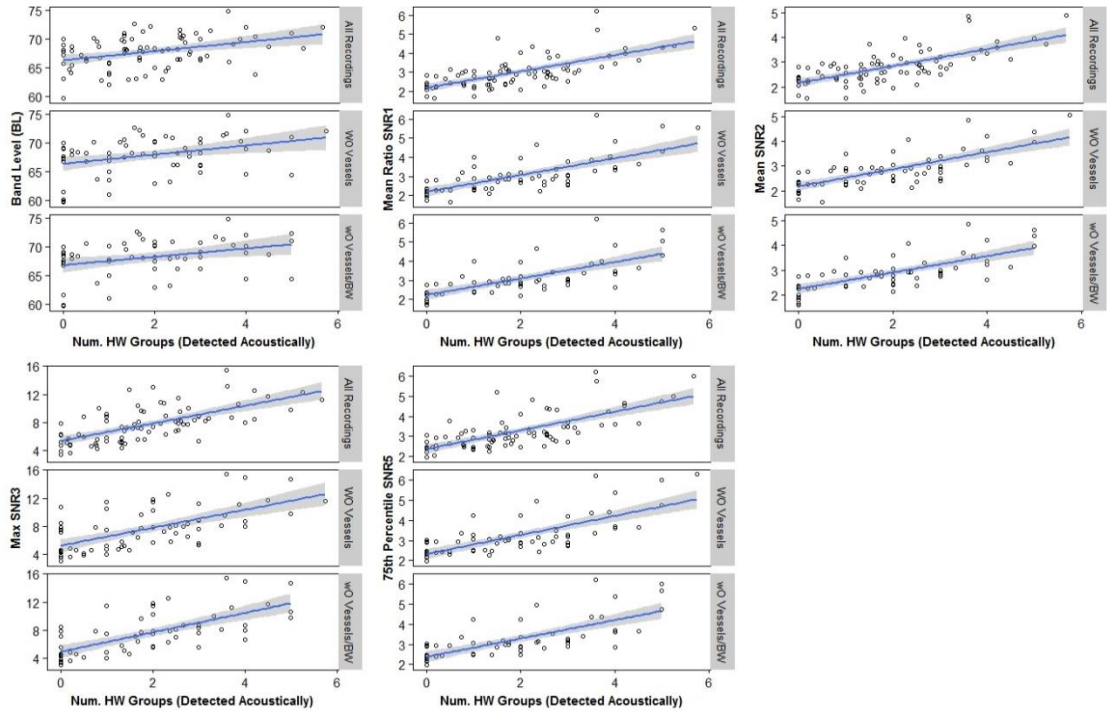 75
70
65
60
All Recordings
75
70
65
60
WO Vessels
75
70
65
60
wO Vessels/BW
Band Level (BL)
0 2 4 6
Num. HW Groups (Detected Acoustically)
6
5
4
3
2
All Recordings
6
5
4
3
2
WO Vessels
6
5
4
3
2
wO Vessels/BW
Mean Ratio SNR1
0 2 4 6
Num. HW Groups (Detected Acoustically)
5
4
3
2
All Recordings
5
4
3
2
WO Vessels
5
4
3
2
wO Vessels/BW
Mean SNR2
0 2 4 6
Num. HW Groups (Detected Acoustically)
16
12
8
4
All Recordings
16
12
8
4
WO Vessels
16
12
8
4
wO Vessels/BW
Max SNR3
0 2 4 6
Num. HW Groups (Detected Acoustically)
6
5
4
3
2
All Recordings
6
5
4
3
2
WO Vessels
6
5
4
3
2
wO Vessels/BW
75th Percentile SNR5
0 2 4 6
Num. HW Groups (Detected Acoustically)